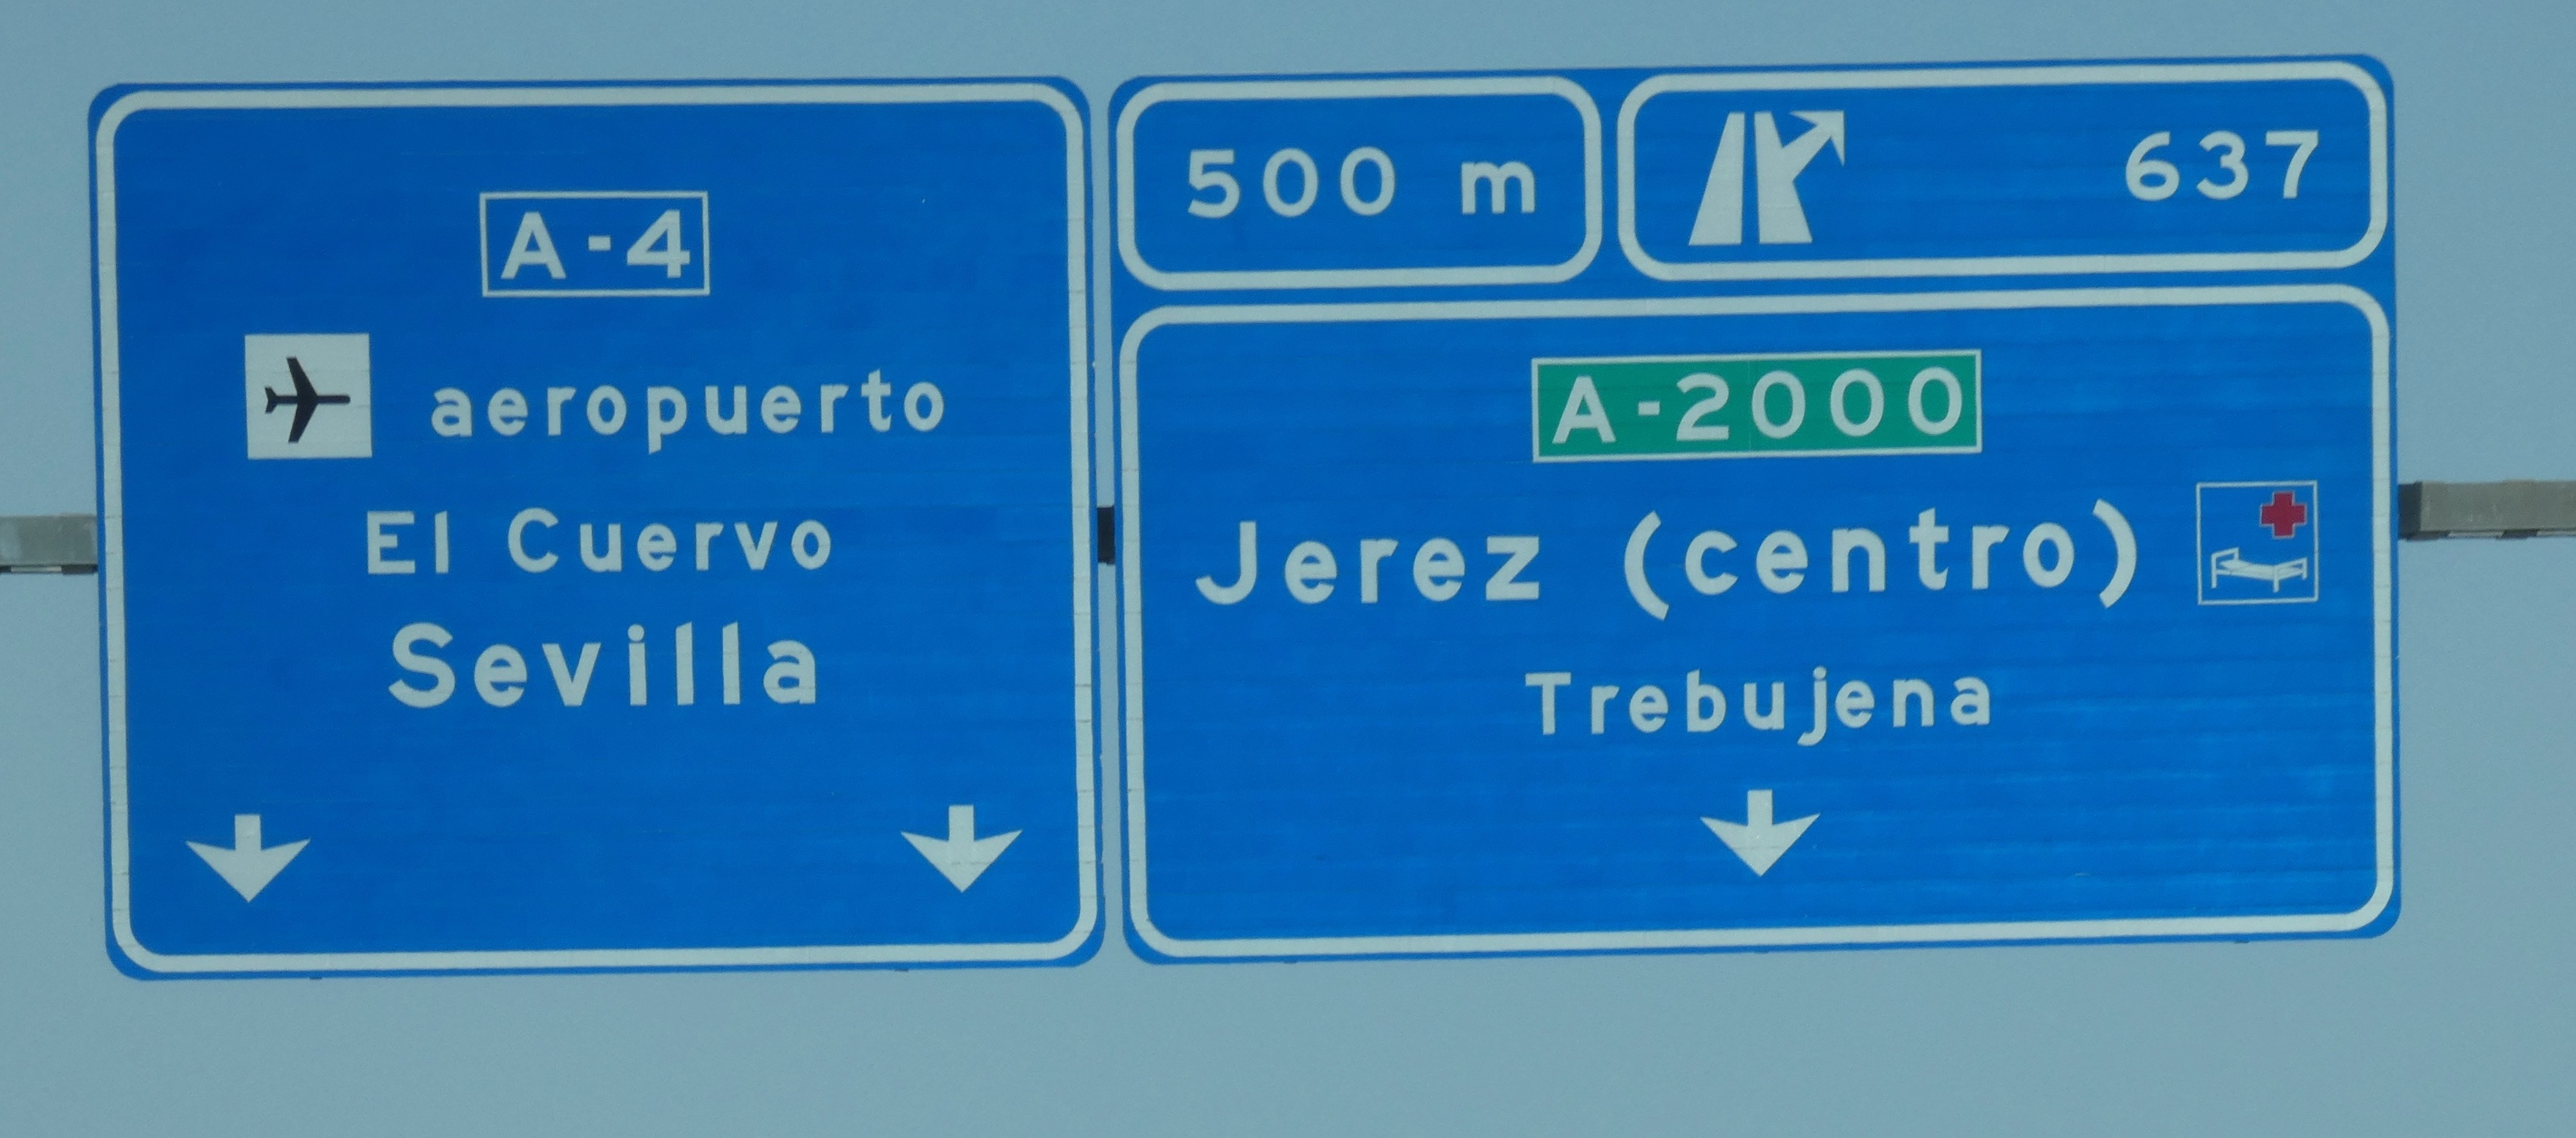 A-4
aeropuerto
El Cuervo
Sevilla
500 m
637
A-2000
Jerez (centro)
Trebujena